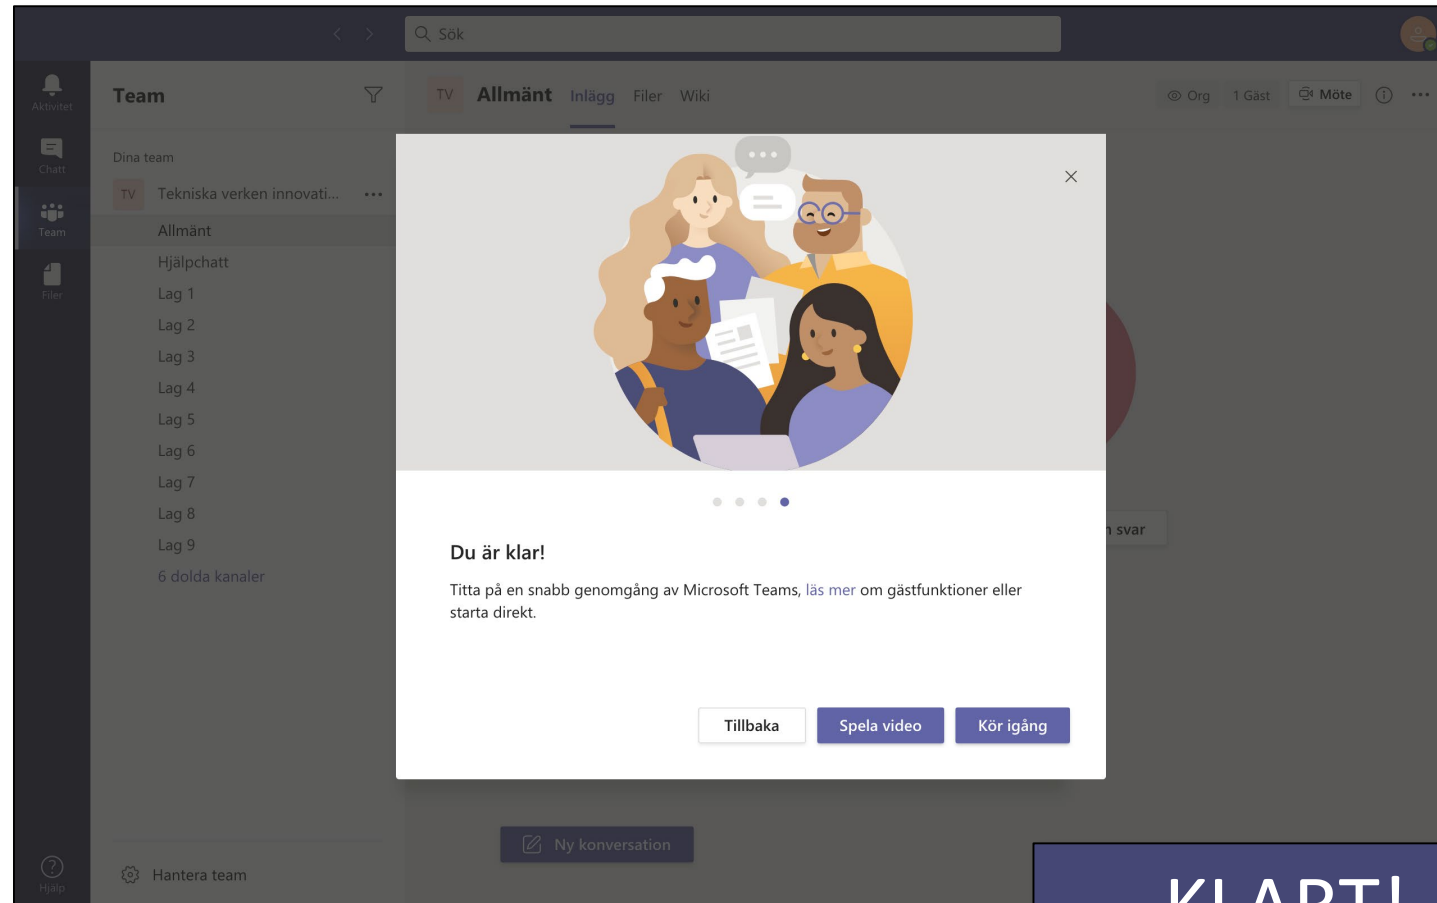 Sök
Aktivitet
Chatt
Team
Filer
Hjälp
Team
Dina team
TV Tekniska verken innovati...
Allmänt
Hjälpchatt
Lag 1
Lag 2
Lag 3
Lag 4
Lag 5
Lag 6
Lag 7
Lag 8
Lag 9
6 dolda kanaler
Hantera team
TV Allmänt Inlägg Filer Wiki
Org 1 Gäst Möte
Du är klar!
Titta på en snabb genomgång av Microsoft Teams, läs mer om gästfunktioner eller
starta direkt.
Tillbaka Spela video Kör igång
svar
Ny konversation
KLART!